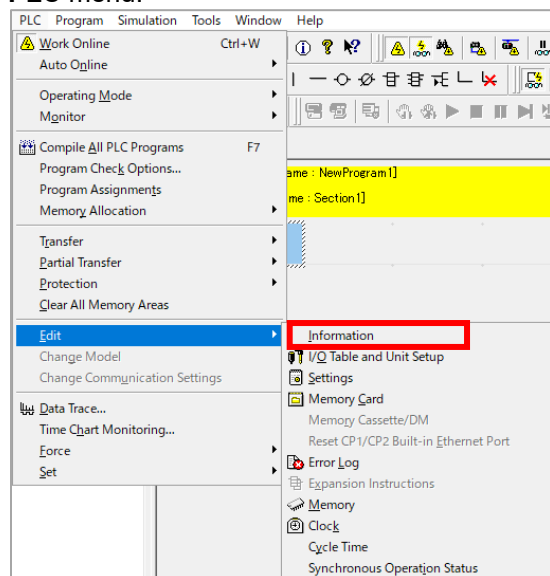 PLC Program Simulation Tools Window Help
Work Online Ctrl+W
Auto Online
Operating Mode
Monitor
Compile All PLC Programs F7
Program Check Options...
Program Assignments
Memory Allocation
ame : NewProgram1]
me : Section1]
Transfer
Partial Transfer
Protection
Clear All Memory Areas
Edit
Change Model
Change Communication Settings
Data Trace...
Time Chart Monitoring...
Force
Set
Information
I/O Table and Unit Setup
Settings
Memory Card
Memory Cassette/DM
Reset CP1/CP2 Built-in Ethernet Port
Error Log
Expansion Instructions
Memory
Clock
Cycle Time
Synchronous Operation Status